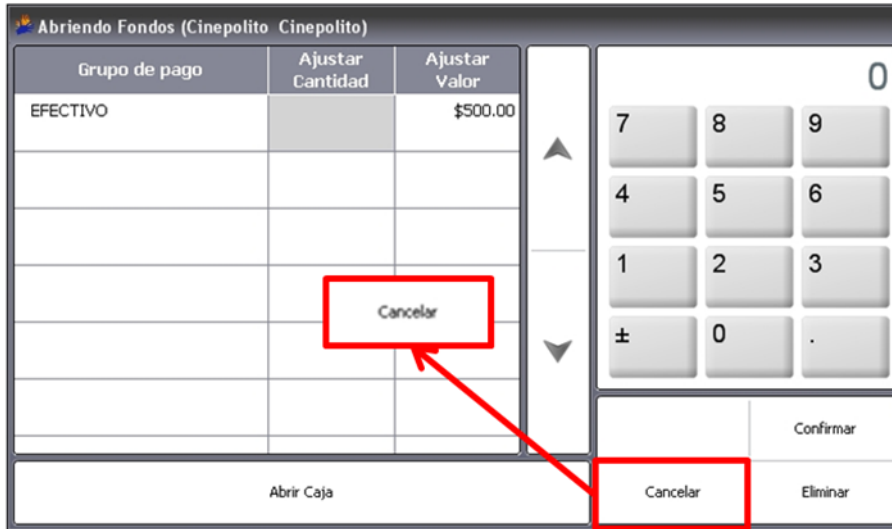 Abriendo Fondos (Cinepolito Cinepolito)
Grupo de pago
Ajustar
Cantidad
Ajustar
Valor
EFECTIVO
$500.00
Cancelar
Abrir Caja
0
7 8 9
4 5 6
1 2 3
± 0 .
Confirmar
Cancelar
Eliminar